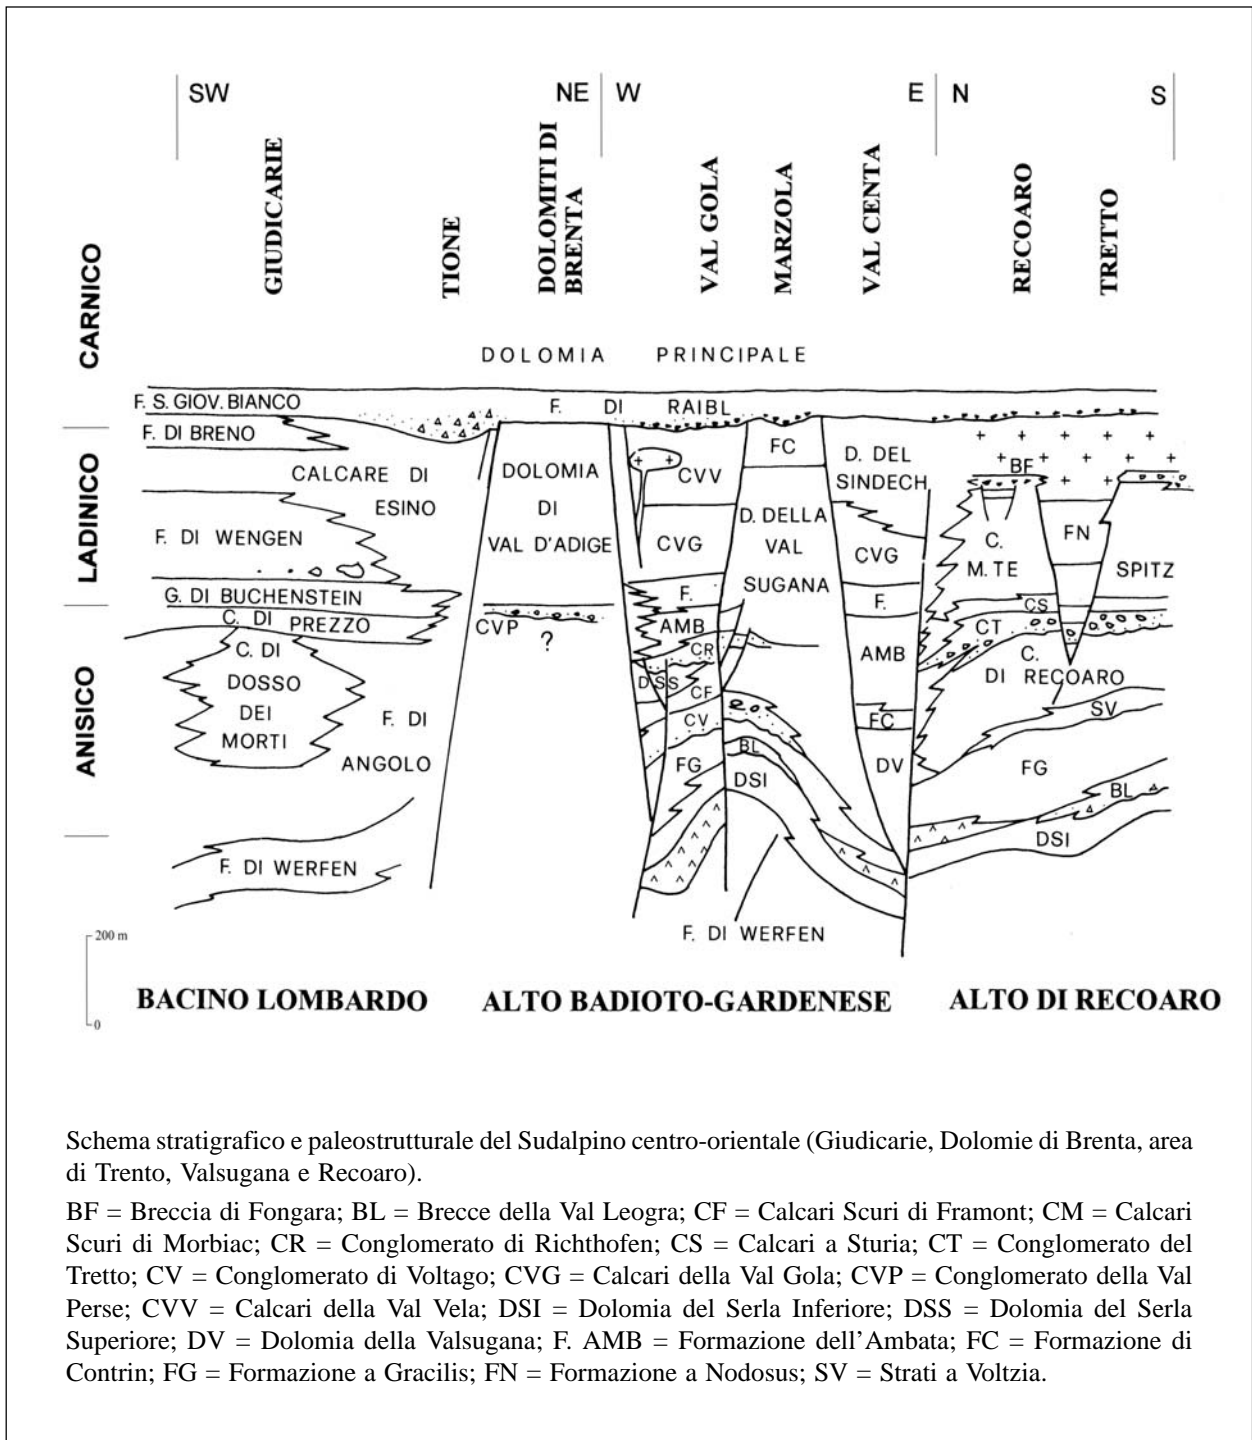 SW NE W E N S
GIUDICARIE
TIONE
DOLOMITI DI
BRENTA
VAL GOLA
MARZOLA
VAL CENTA
RECOARO
TRETTO
CARNICO
LADINICO
ANISICO
DOLOMIA PRINCIPALE
F. S. GIOV. BIANCO
F. DI RAIBL
F. DI BRENO
CALCARE DI
ESINO
F. DI WENGEN
G. DI BUCHENSTEIN
C. DI PREZZO
C. DI
DOSSO
DEI
MORTI
F. DI
ANGOLO
F. DI WERFEN
DOLOMIA
DI
VAL D'ADIGE
CVP
?
CVV
CVG
F.
AMB
CR
DSS
CF
CV
FG
FC
D. DELLA
VAL
SUGANA
BL
DSI
F. DI WERFEN
D. DEL
SINDECH
CVG
F.
AMB
FC
DV
BF
C.
M.TE
FN
SPITZ
CS
CT
C.
DI RECOARO
SV
FG
BL
DSI
200 m
0
BACINO LOMBARDO ALTO BADIOTO-GARDENESE ALTO DI RECOARO
Schema stratigrafico e paleostrutturale del Sudalpino centro-orientale (Giudicarie, Dolomie di Brenta, area
di Trento, Valsugana e Recoaro).
BF = Breccia di Fongara; BL = Brecce della Val Leogra; CF = Calcari Scuri di Framont; CM = Calcari
Scuri di Morbiac; CR = Conglomerato di Richthofen; CS = Calcari a Sturia; CT = Conglomerato del
Tretto; CV = Conglomerato di Voltago; CVG = Calcari della Val Gola; CVP = Conglomerato della Val
Perse; CVV = Calcari della Val Vela; DSI = Dolomia del Serla Inferiore; DSS = Dolomia del Serla
Superiore; DV = Dolomia della Valsugana; F. AMB = Formazione dell'Ambata; FC = Formazione di
Contrin; FG = Formazione a Gracilis; FN = Formazione a Nodosus; SV = Strati a Voltzia.